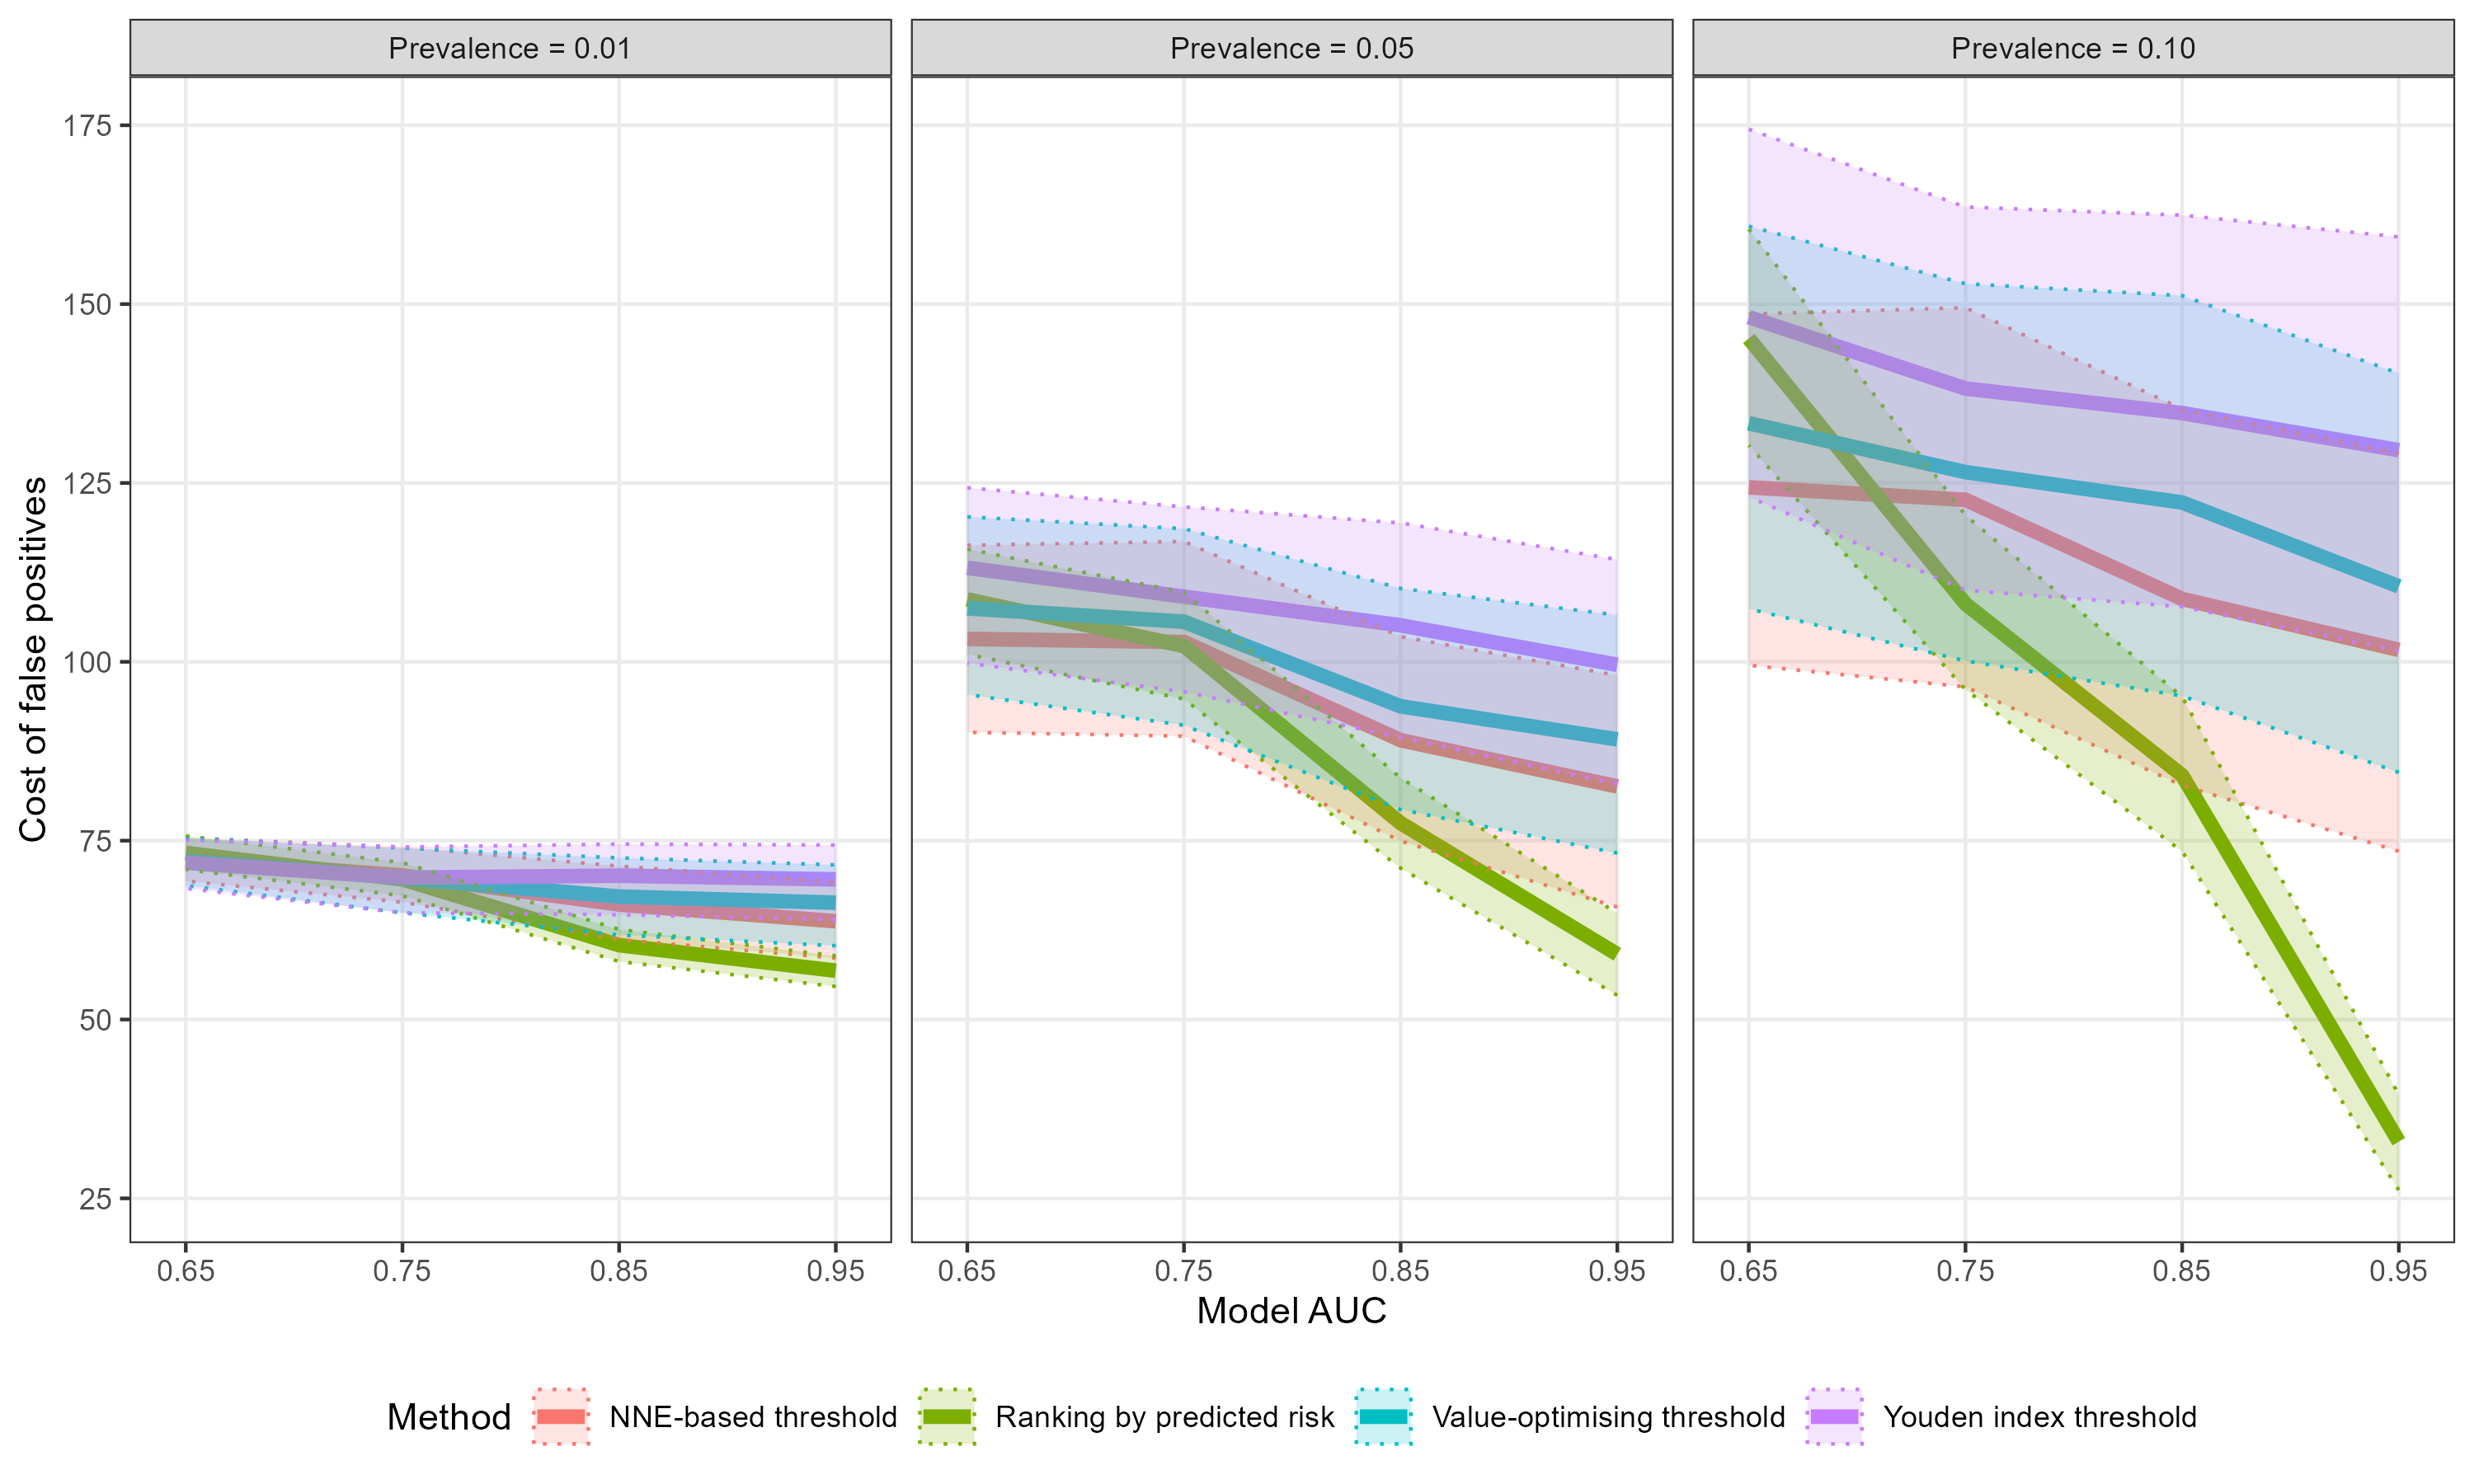 Prevalence = 0.01
Prevalence = 0.05
Prevalence = 0.10
Cost of false positives
175
150
125
100
75
50
25
0.65 0.75 0.85 0.95 0.65 0.75 0.85 0.95 0.65 0.75 0.85 0.95
Model AUC
Method NNE-based threshold Ranking by predicted risk Value-optimising threshold Youden index threshold